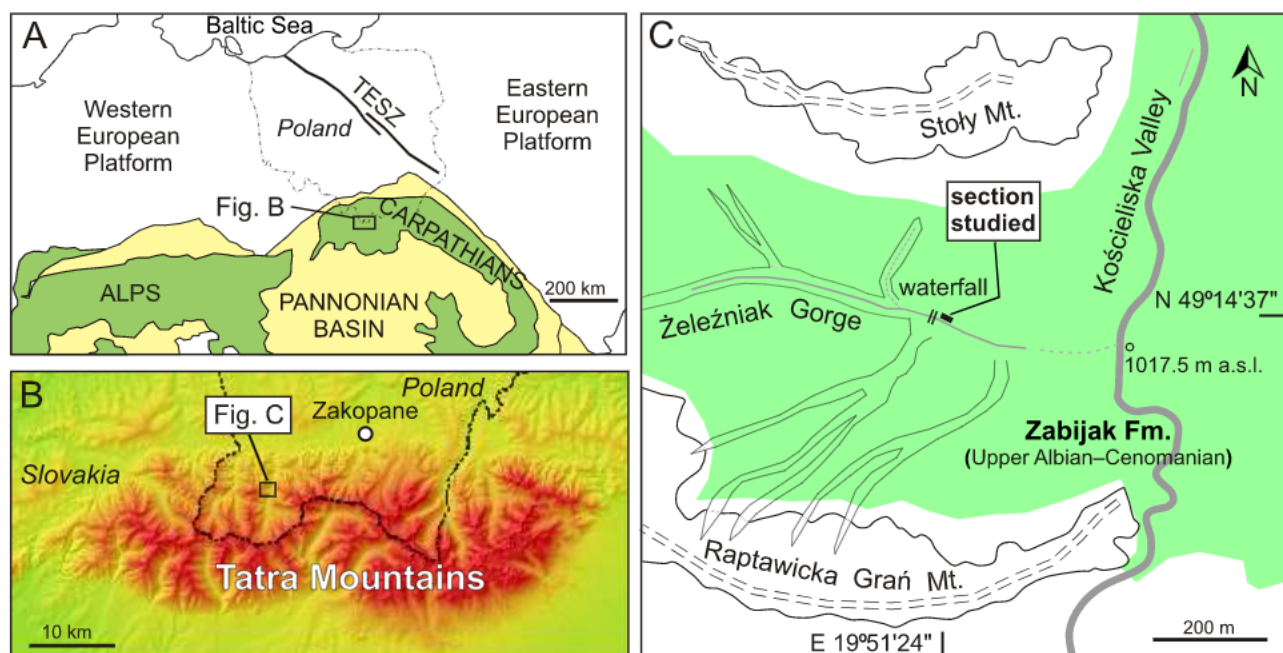 A
Baltic Sea
Western
European
Platform
Poland
TESZ
Eastern
European
Platform
Fig. B
CARPATHIANS
ALPS
PANNONIAN
BASIN
200 km
B
Poland
Fig. C
Zakopane
Slovakia
Tatra Mountains
10 km
C
N
Stoły Mt.
Kościeliska Valley
section
studied
waterfall
N 49º14'37"
Żeleźniak Gorge
1017.5 m a.s.l.
Zabijak Fm.
(Upper Albian–Cenomanian)
Raptawicka Grań Mt.
E 19º51'24"
200 m